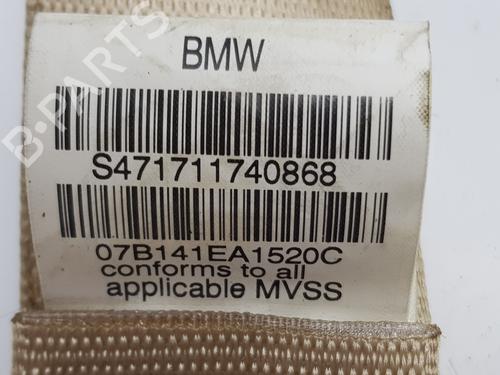 BMW
S471711740868
07B141EA1520C
conforms to all
applicable MVSS
B-PARTS